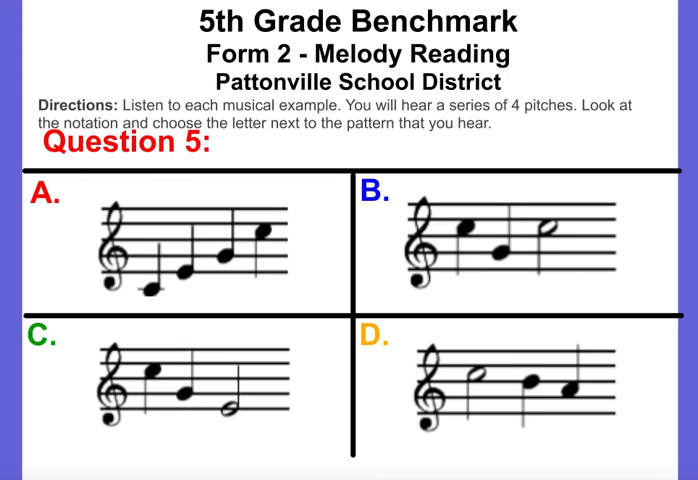 5th Grade Benchmark
Form 2 - Melody Reading
Pattonville School District
Directions: Listen to each musical example. You will hear a series of 4 pitches. Look at
the notation and choose the letter next to the pattern that you hear.
Question 5:
A.
B.
C.
D.